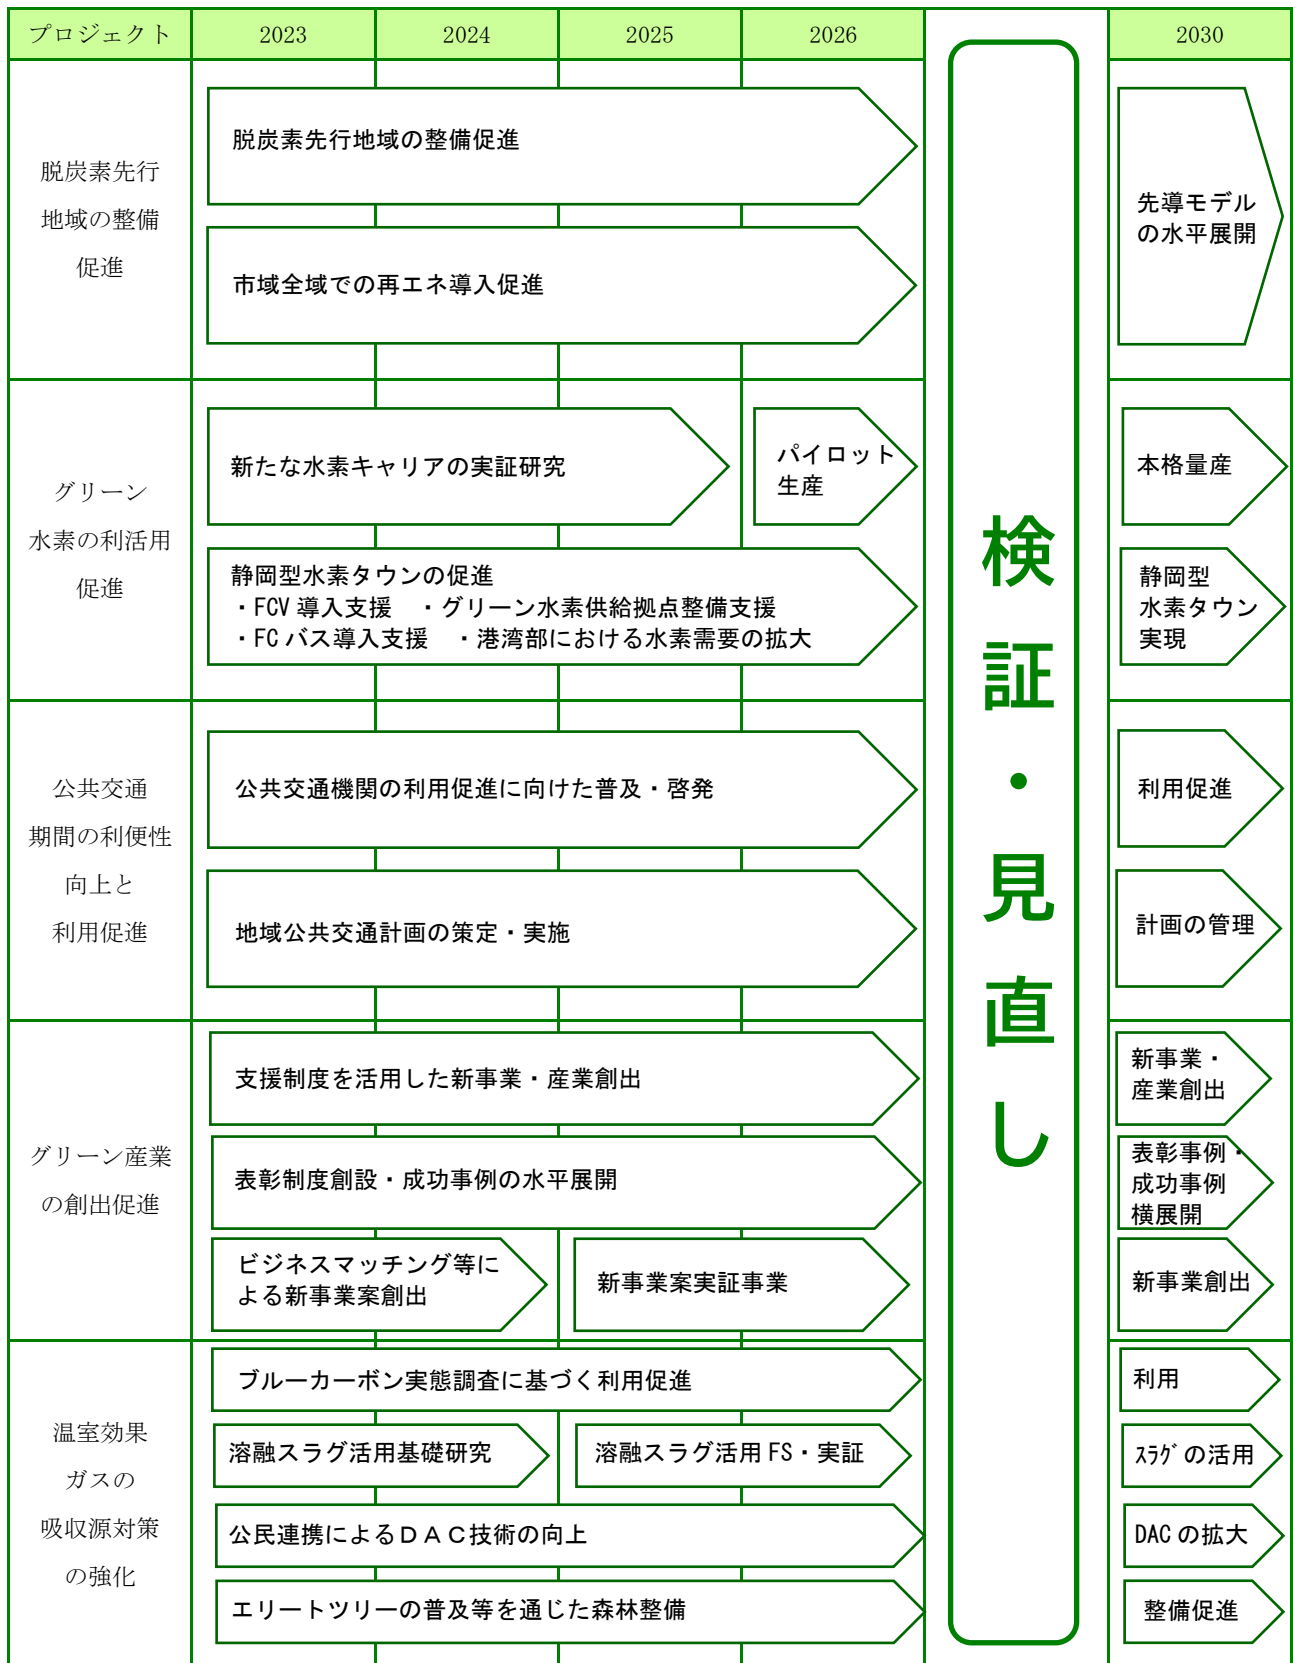 プロジェクト 2023 2024 2025 2026 2030
脱炭素先行
地域の整備
促進
脱炭素先行地域の整備促進
市域全域での再エネ導入促進
先導モデル
の水平展開
グリーン
水素の利活用
促進
新たな水素キャリアの実証研究
パイロット
生産
本格量産
静岡型水素タウンの促進
・FCV 導入支援　・グリーン水素供給拠点整備支援
・FC バス導入支援　・港湾部における水素需要の拡大
静岡型
水素タウン
実現
公共交通
期間の利便性
向上と
利用促進
公共交通機関の利用促進に向けた普及・啓発
利用促進
地域公共交通計画の策定・実施
計画の管理
グリーン産業
の創出促進
支援制度を活用した新事業・産業創出
新事業・
産業創出
表彰制度創設・成功事例の水平展開
表彰事例・
成功事例
横展開
ビジネスマッチング等に
よる新事業案創出
新事業案実証事業
新事業創出
温室効果
ガスの
吸収源対策
の強化
ブルーカーボン実態調査に基づく利用促進
利用
溶融スラグ活用基礎研究
溶融スラグ活用 FS・実証
ｽﾗｸﾞの活用
公民連携によるＤＡＣ技術の向上
DAC の拡大
エリートツリーの普及等を通じた森林整備
整備促進
検証・見直し